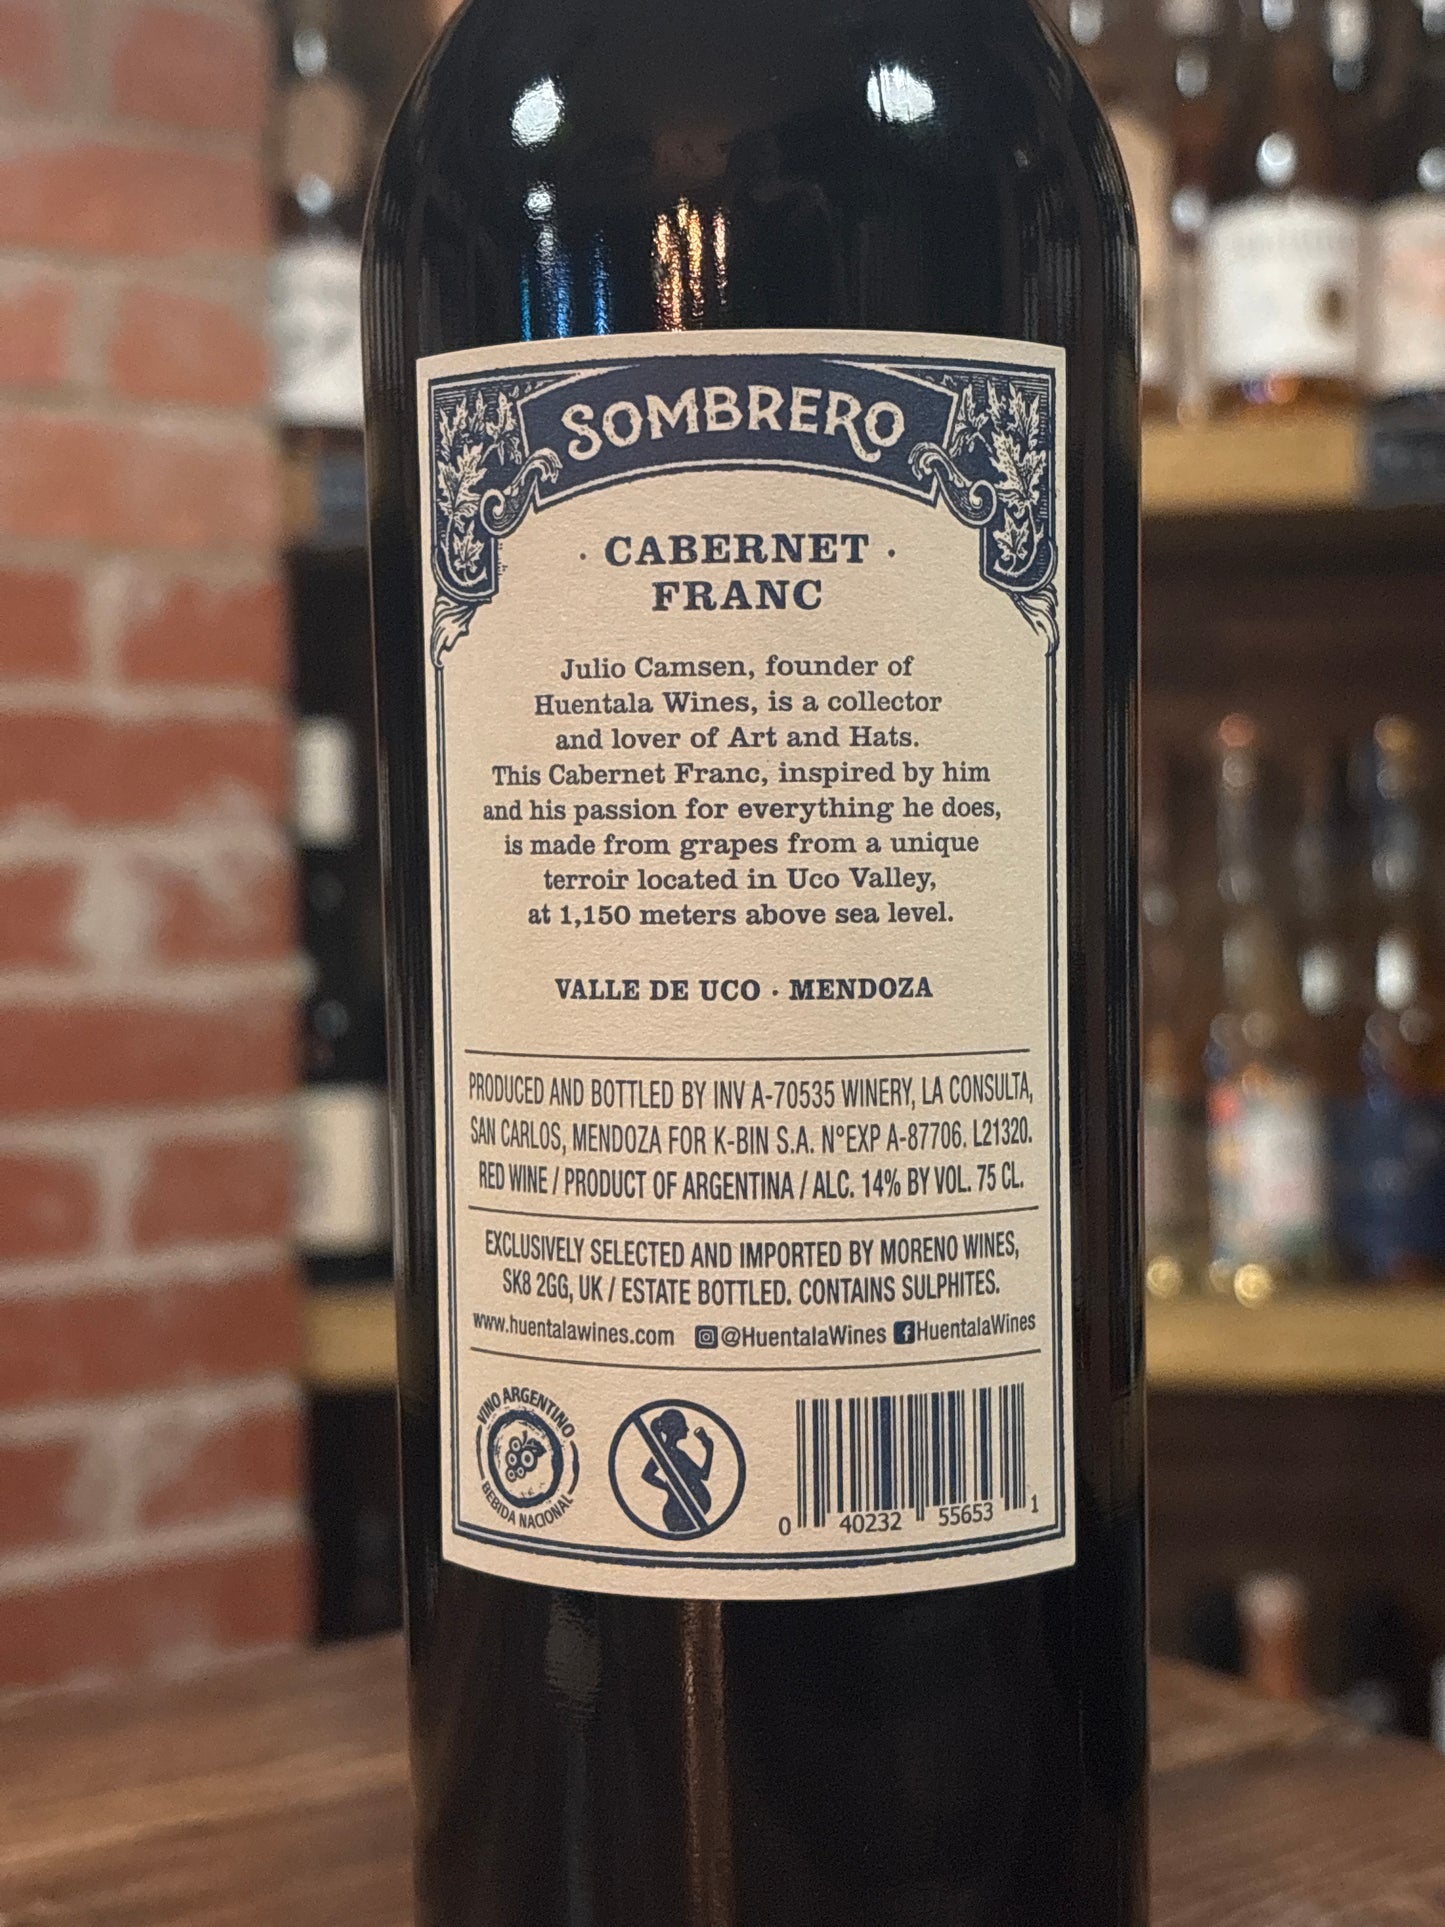 SOMBRERO
· CABERNET ·
FRANC
Julio Camsen, founder of
Huentala Wines, is a collector
and lover of Art and Hats.
This Cabernet Franc, inspired by him
and his passion for everything he does,
is made from grapes from a unique
terroir located in Uco Valley,
at 1,150 meters above sea level.
VALLE DE UCO · MENDOZA
PRODUCED AND BOTTLED BY INV A-70535 WINERY, LA CONSULTA,
SAN CARLOS, MENDOZA FOR K-BIN S.A. N°EXP A-87706. L21320.
RED WINE / PRODUCT OF ARGENTINA / ALC. 14% BY VOL. 75 CL.
EXCLUSIVELY SELECTED AND IMPORTED BY MORENO WINES,
SK8 2GG, UK / ESTATE BOTTLED. CONTAINS SULPHITES.
www.huentalawines.com @HuentalaWines HuentalaWines
VINO ARGENTINO
BEBIDA NACIONAL
0 40232 55653 1